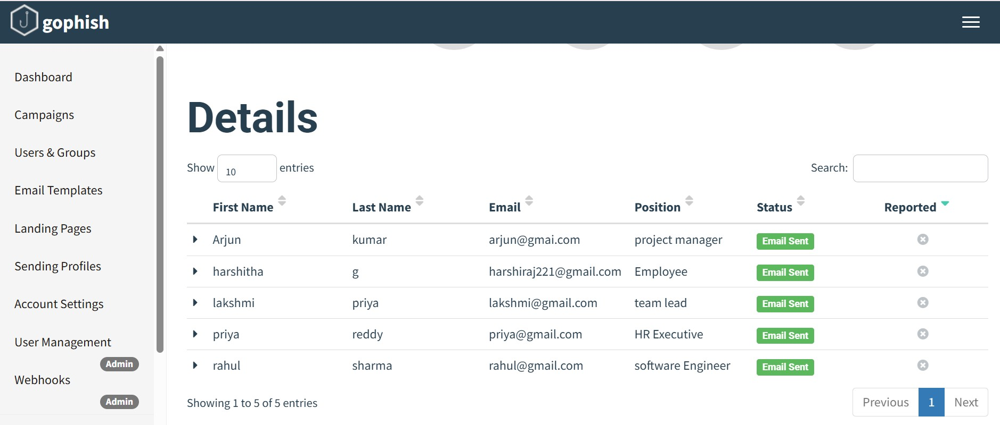 gophish
Dashboard
Campaigns
Users & Groups
Email Templates
Landing Pages
Sending Profiles
Account Settings
User Management
Admin
Webhooks
Admin
Details
Show 10 entries
Search:
First Name Last Name Email Position Status Reported
Arjun kumar arjun@gmai.com project manager Email Sent
harshitha g harshiraj221@gmail.com Employee Email Sent
lakshmi priya lakshmi@gmail.com team lead Email Sent
priya reddy priya@gmail.com HR Executive Email Sent
rahul sharma rahul@gmail.com software Engineer Email Sent
Showing 1 to 5 of 5 entries
Previous 1 Next